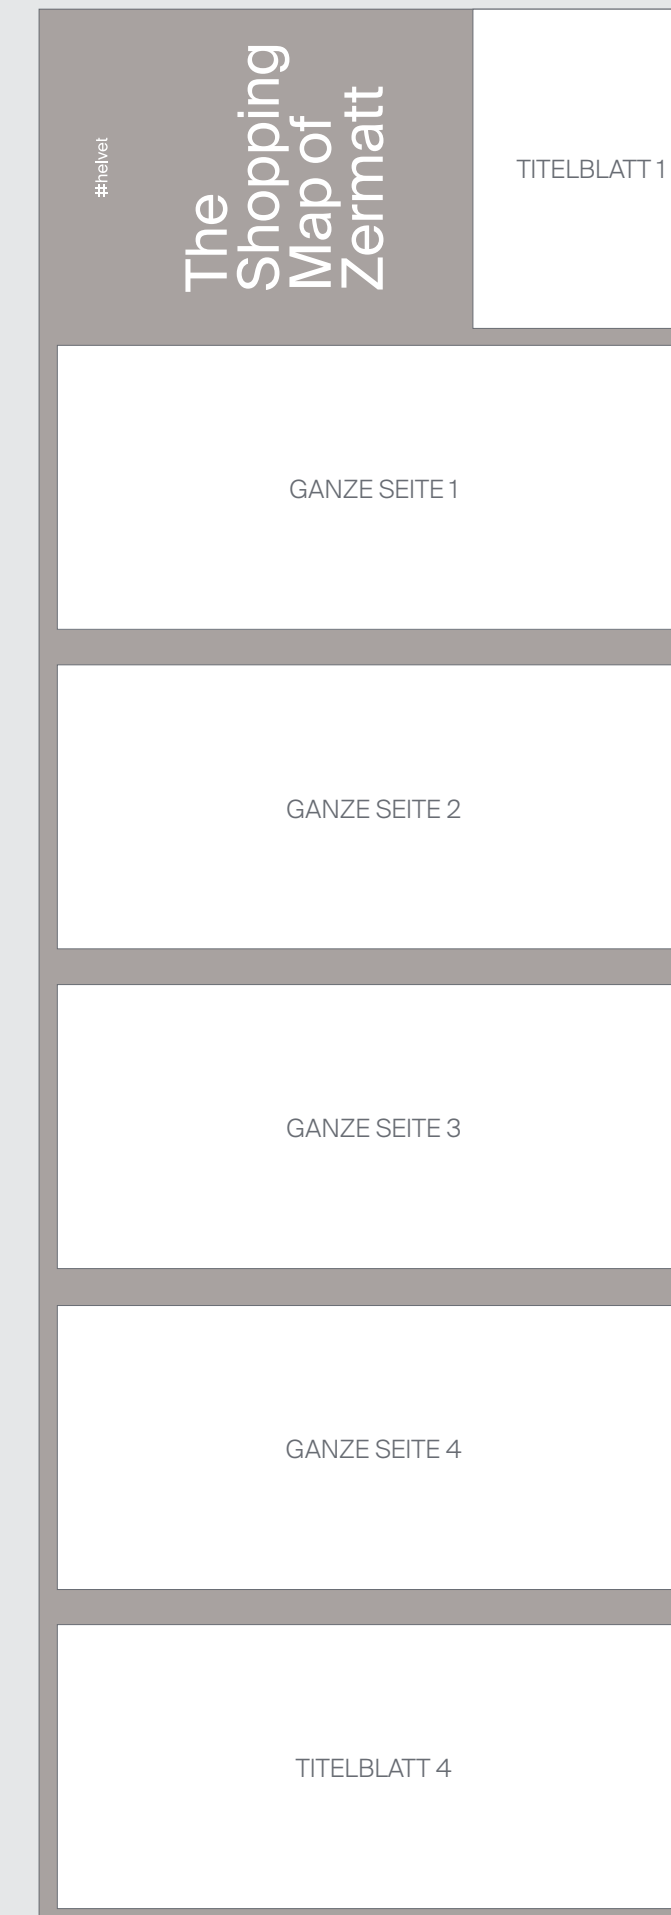 #helvet
The
Shopping
Map of
Zermatt
TITELBLATT 1
GANZE SEITE 1
GANZE SEITE 2
GANZE SEITE 3
GANZE SEITE 4
TITELBLATT 4